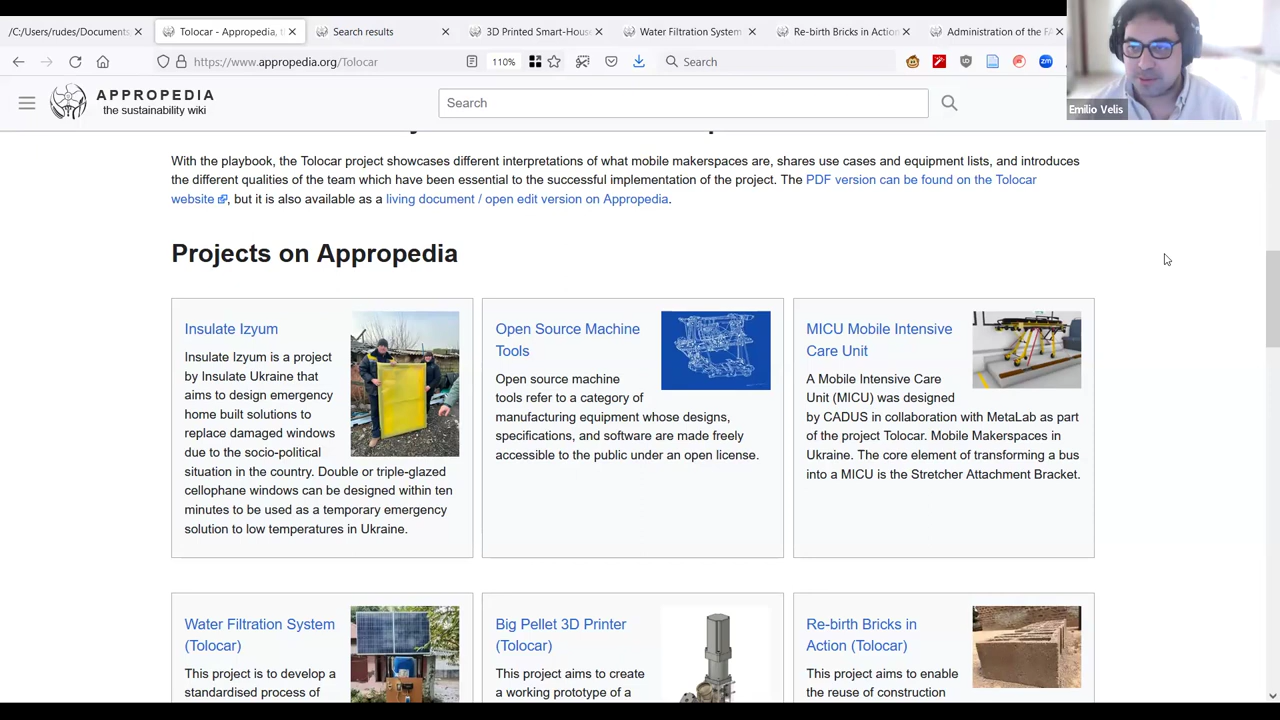 /C:/Users/rudes/Documents,
Tolocar - Appropedia, t
Search results
3D Printed Smart-Hous
Water Filtration System
Re-birth Bricks in Action
Administration of the FA
https://www.appropedia.org/Tolocar
110%
Search
Emilio Velis
APPROPEDIA
the sustainability wiki
Search
With the playbook, the Tolocar project showcases different interpretations of what mobile makerspaces are, shares use cases and equipment lists, and introduces
the different qualities of the team which have been essential to the successful implementation of the project. The PDF version can be found on the Tolocar
website, but it is also available as a living document / open edit version on Appropedia.
Projects on Appropedia
Insulate Izyum
Insulate Izyum is a project
by Insulate Ukraine that
aims to design emergency
home built solutions to
replace damaged windows
due to the socio-political
situation in the country. Double or triple-glazed
cellophane windows can be designed within ten
minutes to be used as a temporary emergency
solution to low temperatures in Ukraine.
Open Source Machine
Tools
Open source machine
tools refer to a category of
manufacturing equipment whose designs,
specifications, and software are made freely
accessible to the public under an open license.
MICU Mobile Intensive
Care Unit
A Mobile Intensive Care
Unit (MICU) was designed
by CADUS in collaboration with MetaLab as part
of the project Tolocar. Mobile Makerspaces in
Ukraine. The core element of transforming a bus
into a MICU is the Stretcher Attachment Bracket.
Water Filtration System
(Tolocar)
This project is to develop a
standardised process of
Big Pellet 3D Printer
(Tolocar)
This project aims to create
a working prototype of a
Re-birth Bricks in
Action (Tolocar)
This project aims to enable
the reuse of construction